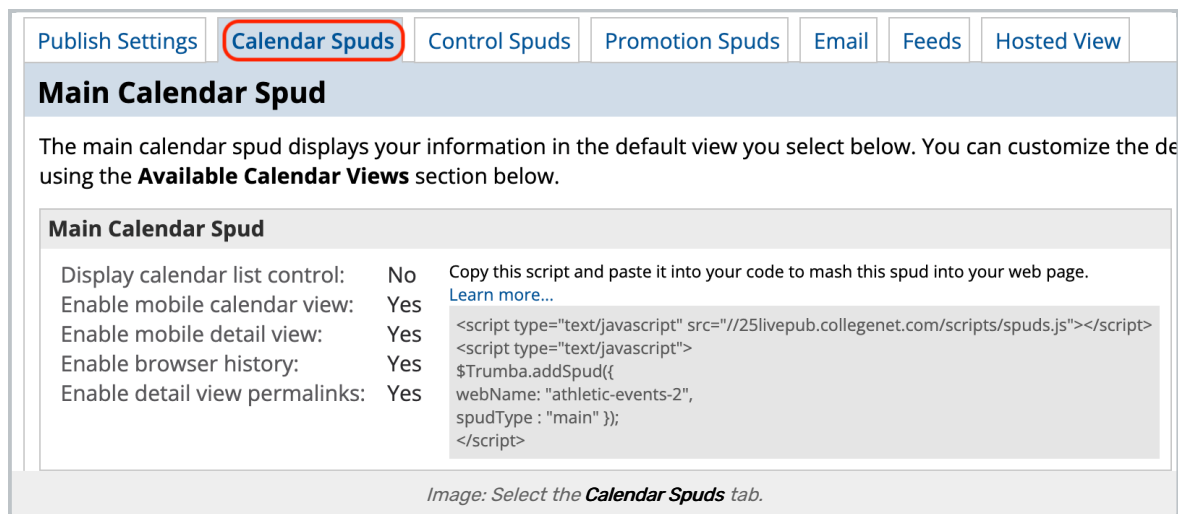 Publish Settings Calendar Spuds Control Spuds Promotion Spuds Email Feeds Hosted View
Main Calendar Spud
The main calendar spud displays your information in the default view you select below. You can customize the de
using the Available Calendar Views section below.
Main Calendar Spud
Display calendar list control: No
Enable mobile calendar view: Yes
Enable mobile detail view: Yes
Enable browser history: Yes
Enable detail view permalinks: Yes
Copy this script and paste it into your code to mash this spud into your web page.
Learn more...
<script type="text/javascript" src="//25livepub.collegenet.com/scripts/spuds.js"></script>
<script type="text/javascript">
$Trumba.addSpud({
webName: "athletic-events-2",
spudType : "main" });
</script>
Image: Select the Calendar Spuds tab.